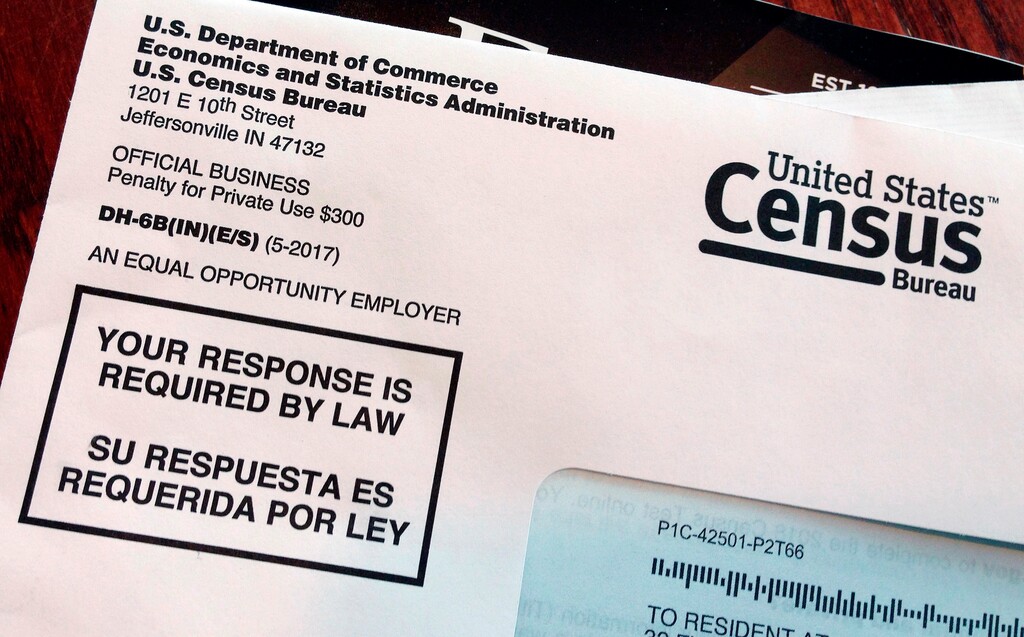 U.S. Department of Commerce
Economics and Statistics Administration
U.S. Census Bureau
1201 E 10th Street
Jeffersonville IN 47132
OFFICIAL BUSINESS
Penalty for Private Use $300
DH-6B(IN)(E/S) (5-2017)
AN EQUAL OPPORTUNITY EMPLOYER
YOUR RESPONSE IS
REQUIRED BY LAW
SU RESPUESTA ES
REQUERIDA POR LEY
EST
United States™
Census
Bureau
P1C-42501-P2T66
TO RESIDENT AT